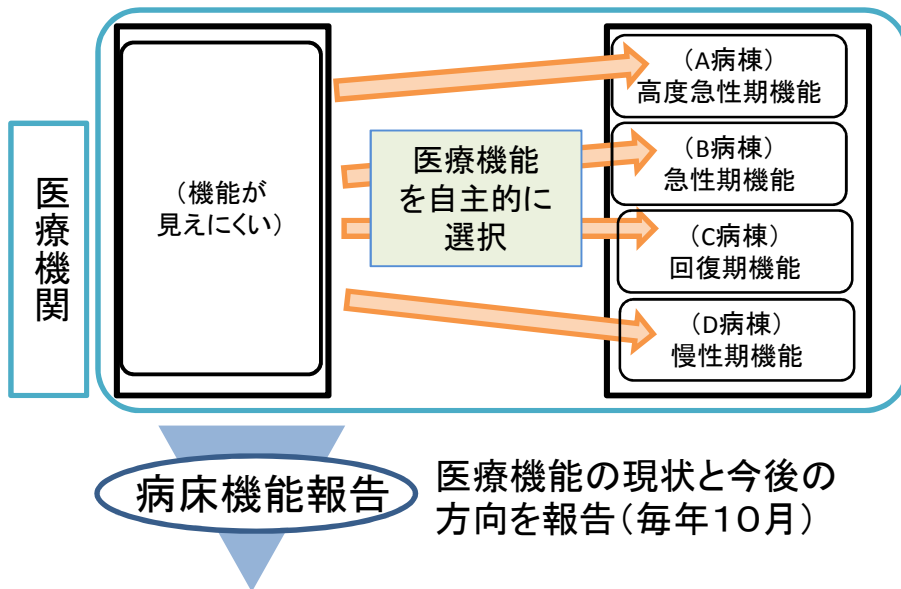 医療機関
（機能が
見えにくい）
医療機能
を自主的に
選択
（A病棟）
高度急性期機能
（B病棟）
急性期機能
（C病棟）
回復期機能
（D病棟）
慢性期機能
病床機能報告
医療機能の現状と今後の
方向を報告（毎年１０月）